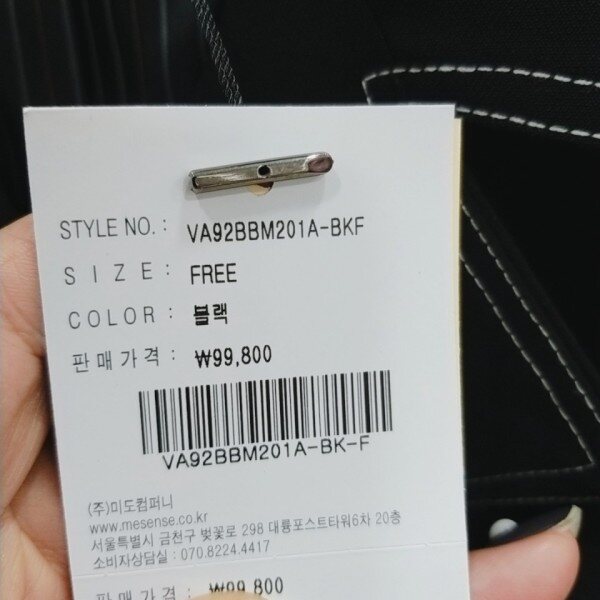 STYLE NO. : VA92BBM201A-BKF
SIZE : FREE
COLOR : 블랙
판매가격 : ₩99,800
VA92BBM201A-BK-F
(주)미도컴퍼니
www.mesense.co.kr
서울특별시 금천구 벚꽃로 298 대륭포스트타워6차 20층
소비자상담실 : 070.8224.4417
판매가격 : ₩99,800